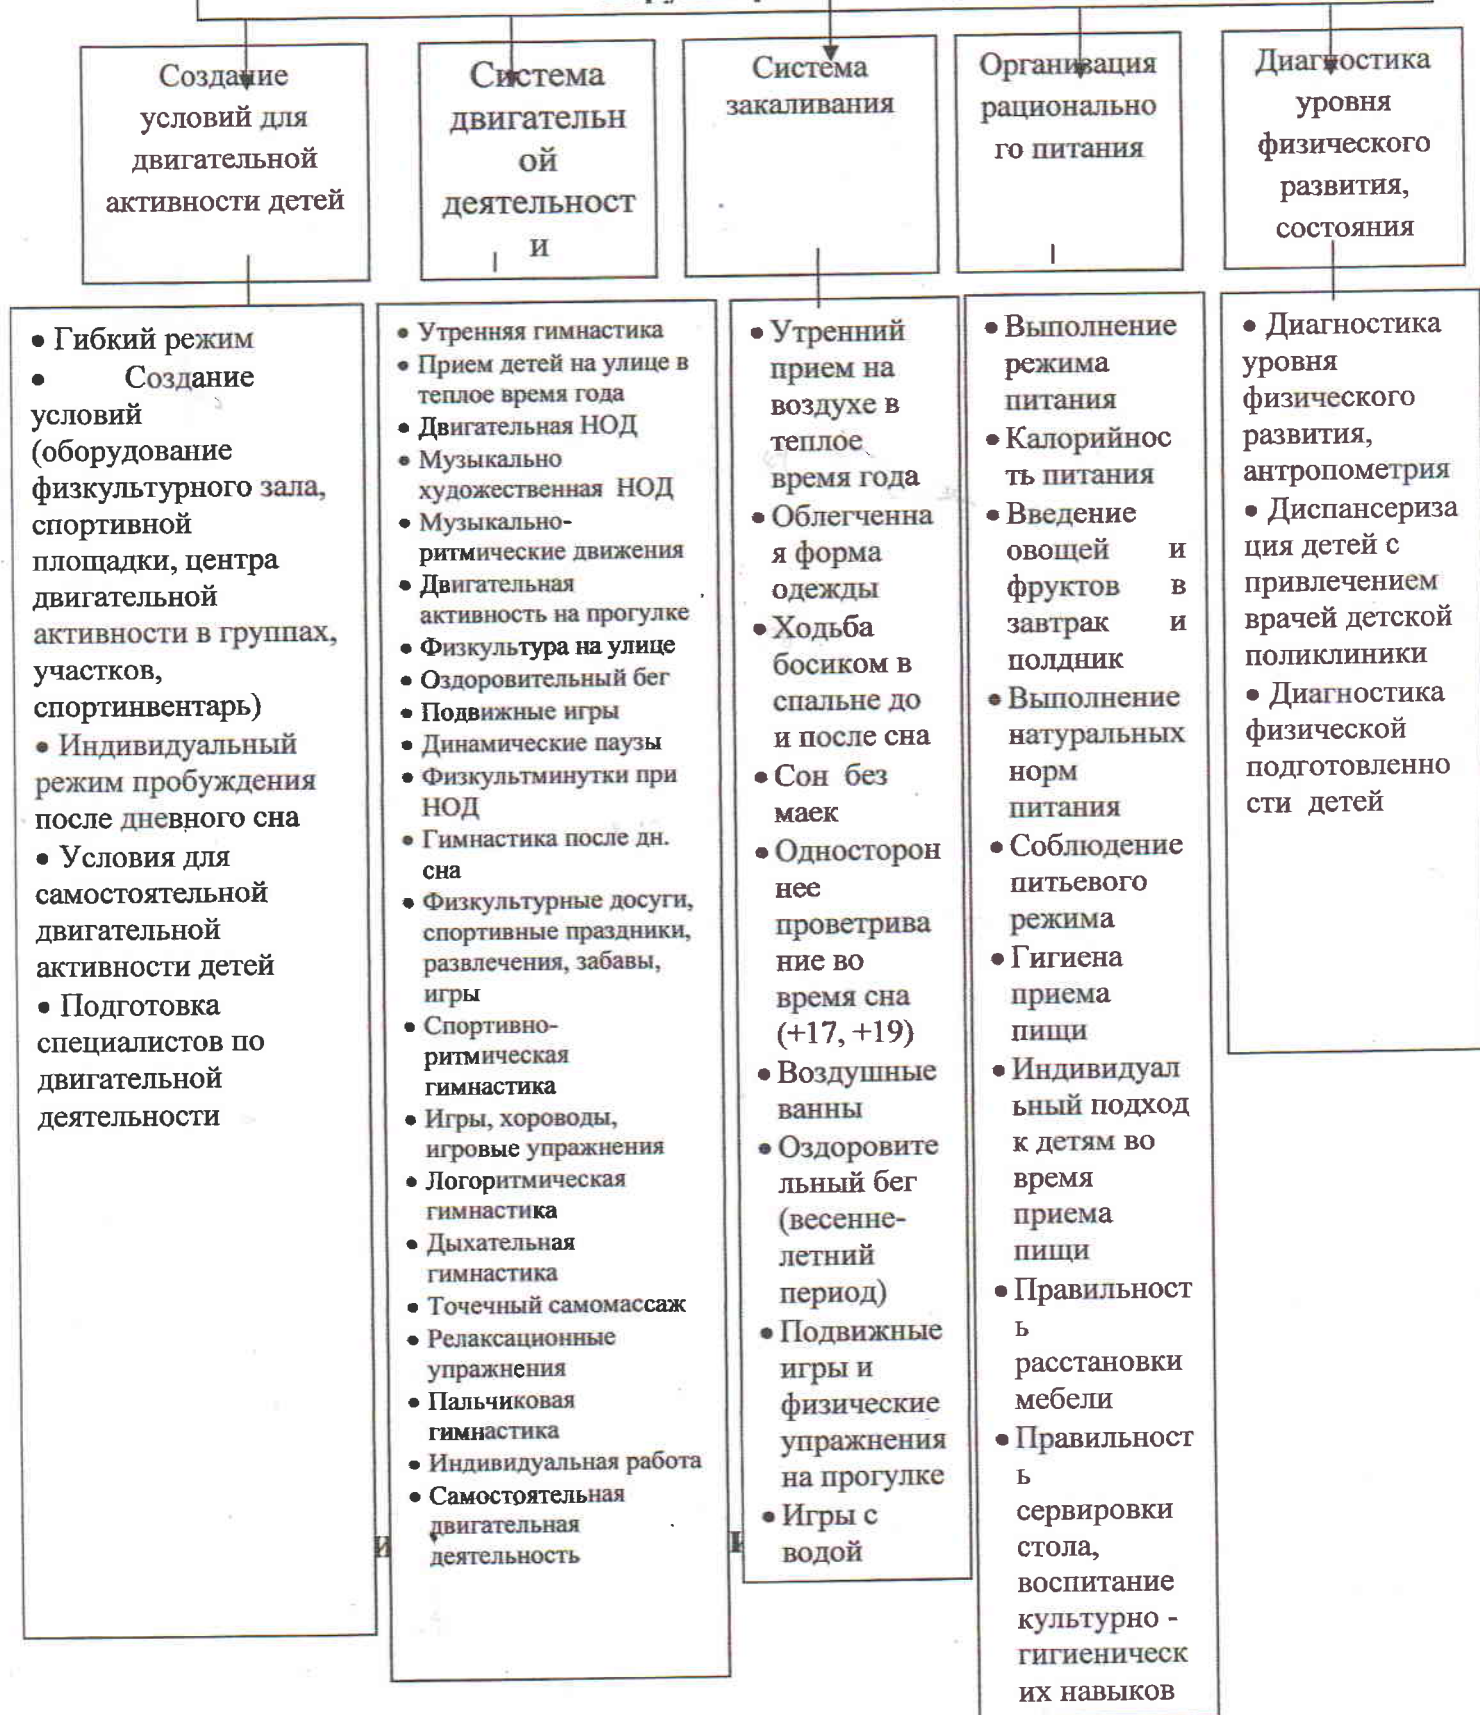 Создание
условий для
двигательной
активности детей
Система
двигательн
ой
деятельност
и
Система
закаливания
Организация
рационально
го питания
Диагностика
уровня
физического
развития,
состояния
• Гибкий режим
• Создание
условий
(оборудование
физкультурного зала,
спортивной
площадки, центра
двигательной
активности в группах,
участков,
спортинвентарь)
• Индивидуальный
режим пробуждения
после дневного сна
• Условия для
самостоятельной
двигательной
активности детей
• Подготовка
специалистов по
двигательной
деятельности
• Утренняя гимнастика
• Прием детей на улице в
теплое время года
• Двигательная НОД
• Музыкально
художественная НОД
• Музыкально-
ритмические движения
• Двигательная
активность на прогулке
• Физкультура на улице
• Оздоровительный бег
• Подвижные игры
• Динамические паузы
• Физкультминутки при
НОД
• Гимнастика после дн.
сна
• Физкультурные досуги,
спортивные праздники,
развлечения, забавы,
игры
• Спортивно-
ритмическая
гимнастика
• Игры, хороводы,
игровые упражнения
• Логоритмическая
гимнастика
• Дыхательная
гимнастика
• Точечный самомассаж
• Релаксационные
упражнения
• Пальчиковая
гимнастика
• Индивидуальная работа
• Самостоятельная
двигательная
деятельность
• Утренний
прием на
воздухе в
теплое
время года
• Облегченна
я форма
одежды
• Ходьба
босиком в
спальне до
и после сна
• Сон без
маек
• Односторон
нее
проветрива
ние во
время сна
(+17, +19)
• Воздушные
ванны
• Оздоровите
льный бег
(весенне-
летний
период)
• Подвижные
игры и
физические
упражнения
на прогулке
• Игры с
водой
• Выполнение
режима
питания
• Калорийнос
ть питания
• Введение
овощей и
фруктов в
завтрак и
полдник
• Выполнение
натуральных
норм
питания
• Соблюдение
питьевого
режима
• Гигиена
приема
пищи
• Индивидуал
ьный подход
к детям во
время
приема
пищи
• Правильност
ь
расстановки
мебели
• Правильност
ь
сервировки
стола,
воспитание
культурно -
гигиеническ
их навыков
• Диагностика
уровня
физического
развития,
антропометрия
• Диспансериза
ция детей с
привлечением
врачей детской
поликлиники
• Диагностика
физической
подготовленно
сти детей
и